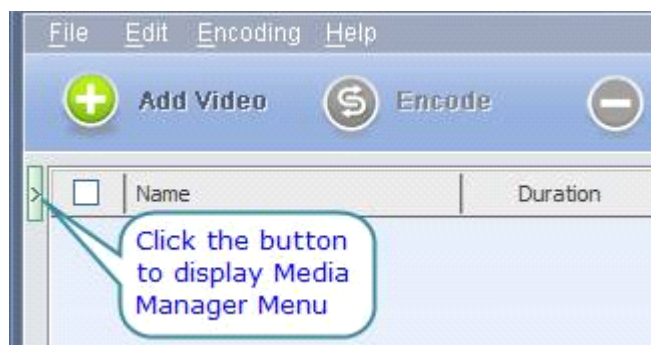 File Edit Encoding Help
Add Video Encode
> Name Duration
Click the button
to display Media
Manager Menu